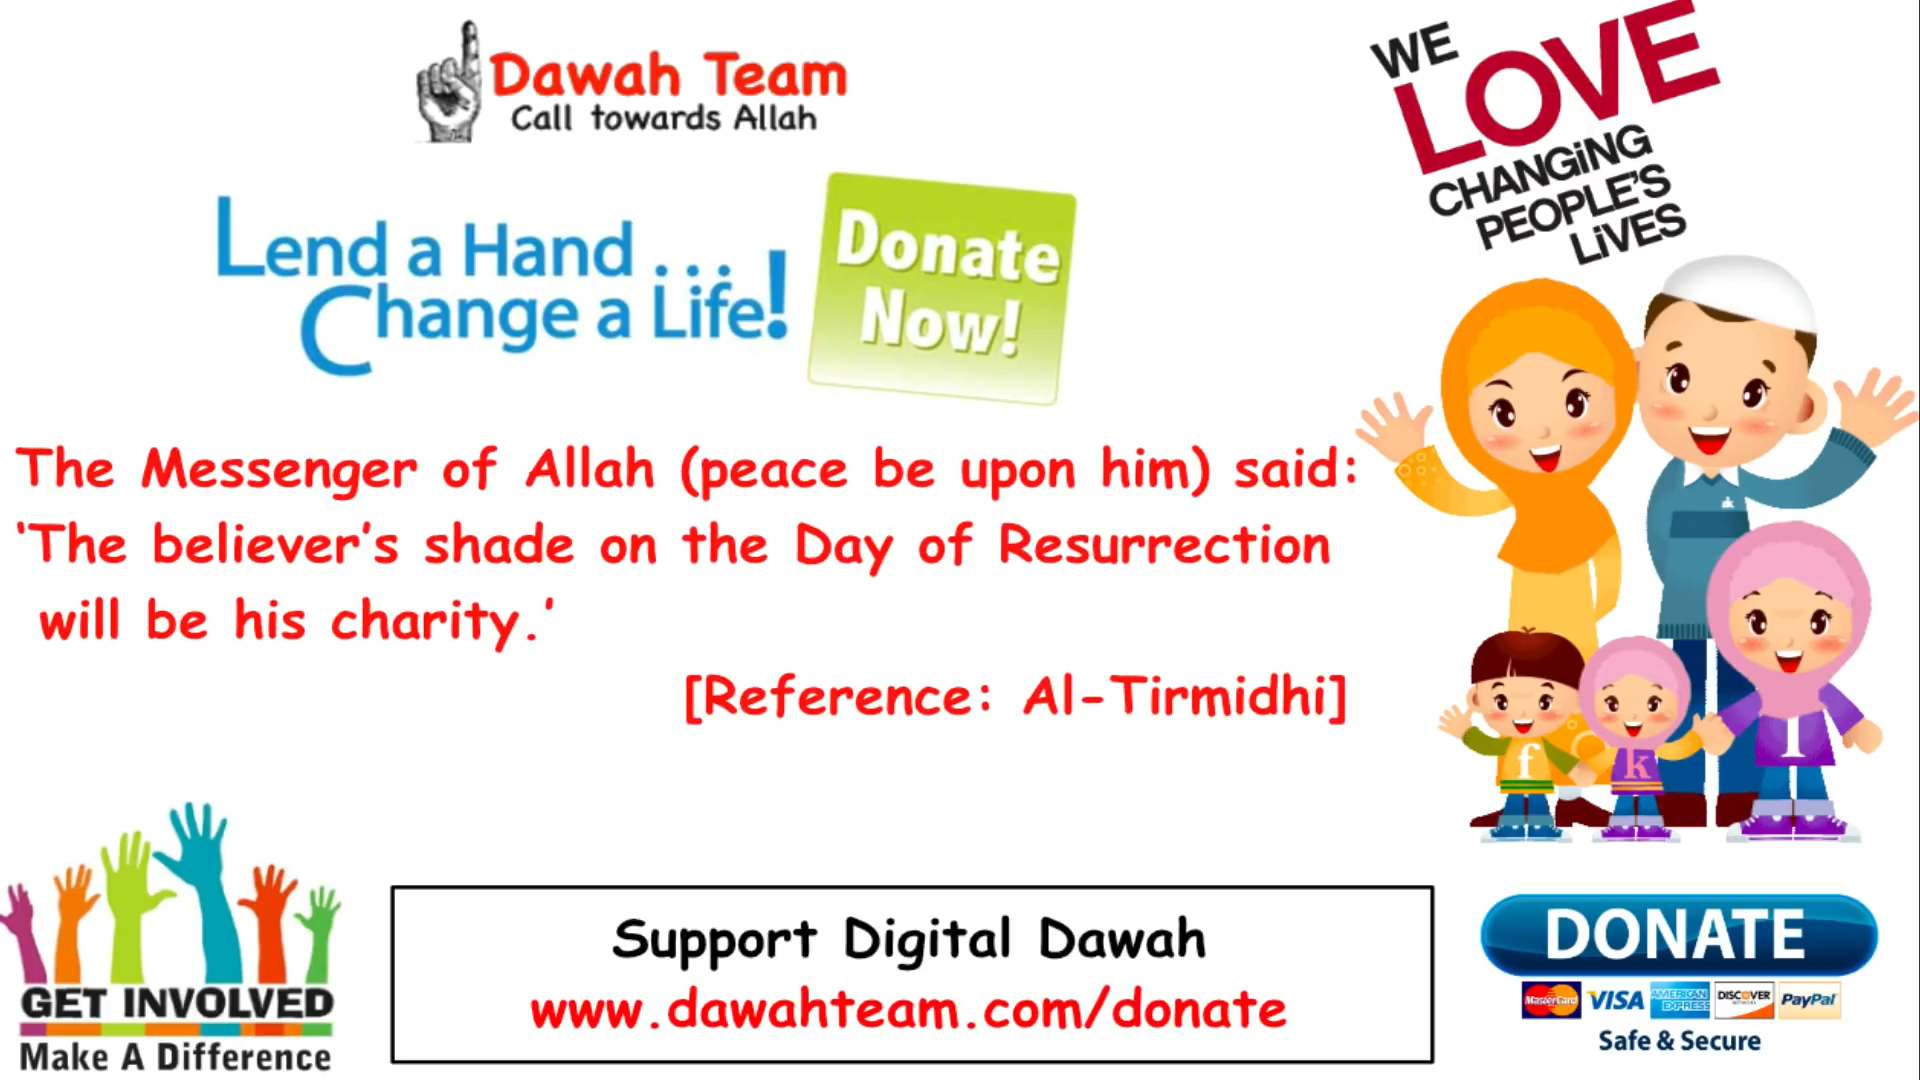 Dawah Team
Call towards Allah
WE
LOVE
CHANGiNG
PEOPLE'S
LiVES
Lend a Hand . . .
Change a Life!
Donate
Now!
The Messenger of Allah (peace be upon him) said:
‘The believer’s shade on the Day of Resurrection
will be his charity.’
[Reference: Al-Tirmidhi]
f
k
l
GET INVOLVED
Make A Difference
Support Digital Dawah
www.dawahteam.com/donate
DONATE
MasterCard VISA AMERICAN EXPRESS DISCOVER PayPal
Safe & Secure